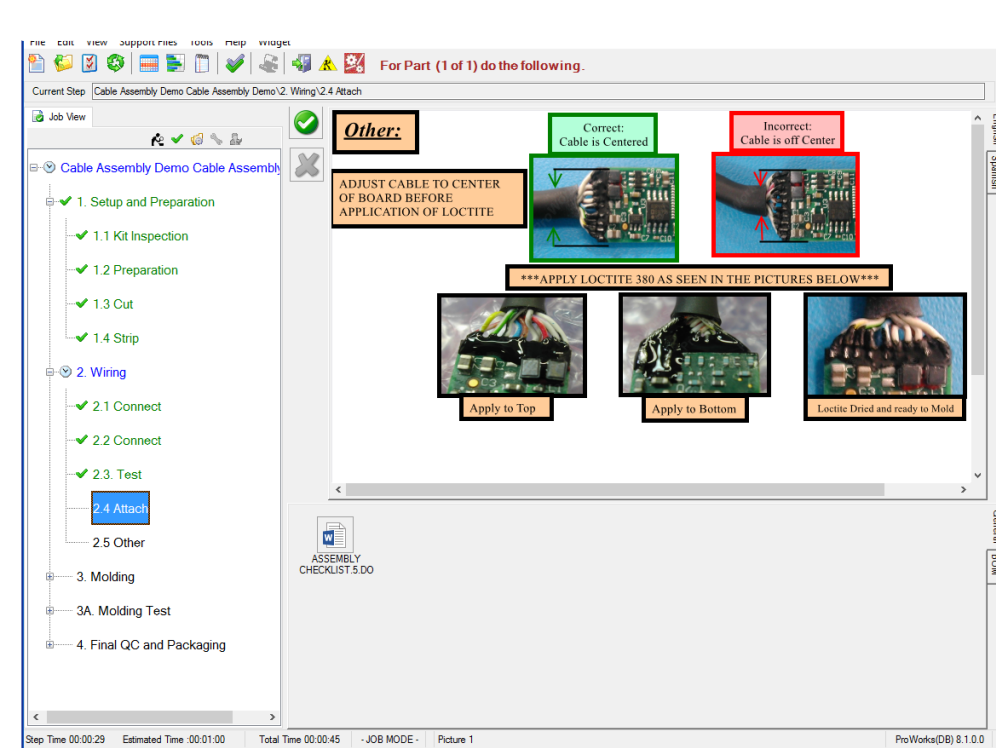 File Edit View Support Files Tools Help Widget
For Part (1 of 1) do the following.
Current Step Cable Assembly Demo Cable Assembly Demo\2. Wiring\2.4 Attach
Job View
Cable Assembly Demo Cable Assembly
1. Setup and Preparation
1.1 Kit Inspection
1.2 Preparation
1.3 Cut
1.4 Strip
2. Wiring
2.1 Connect
2.2 Connect
2.3. Test
2.4 Attach
2.5 Other
3. Molding
3A. Molding Test
4. Final QC and Packaging
Other:
ADJUST CABLE TO CENTER
OF BOARD BEFORE
APPLICATION OF LOCTITE
Correct:
Cable is Centered
Incorrect:
Cable is off Center
***APPLY LOCTITE 380 AS SEEN IN THE PICTURES BELOW***
Apply to Top
Apply to Bottom
Loctite Dried and ready to Mold
English
Spanish
ASSEMBLY
CHECKLIST.5.DO
General
BOM
Step Time 00:00:29 Estimated Time :00:01:00 Total Time 00:00:45 - JOB MODE - Picture 1 ProWorks(DB) 8.1.0.0